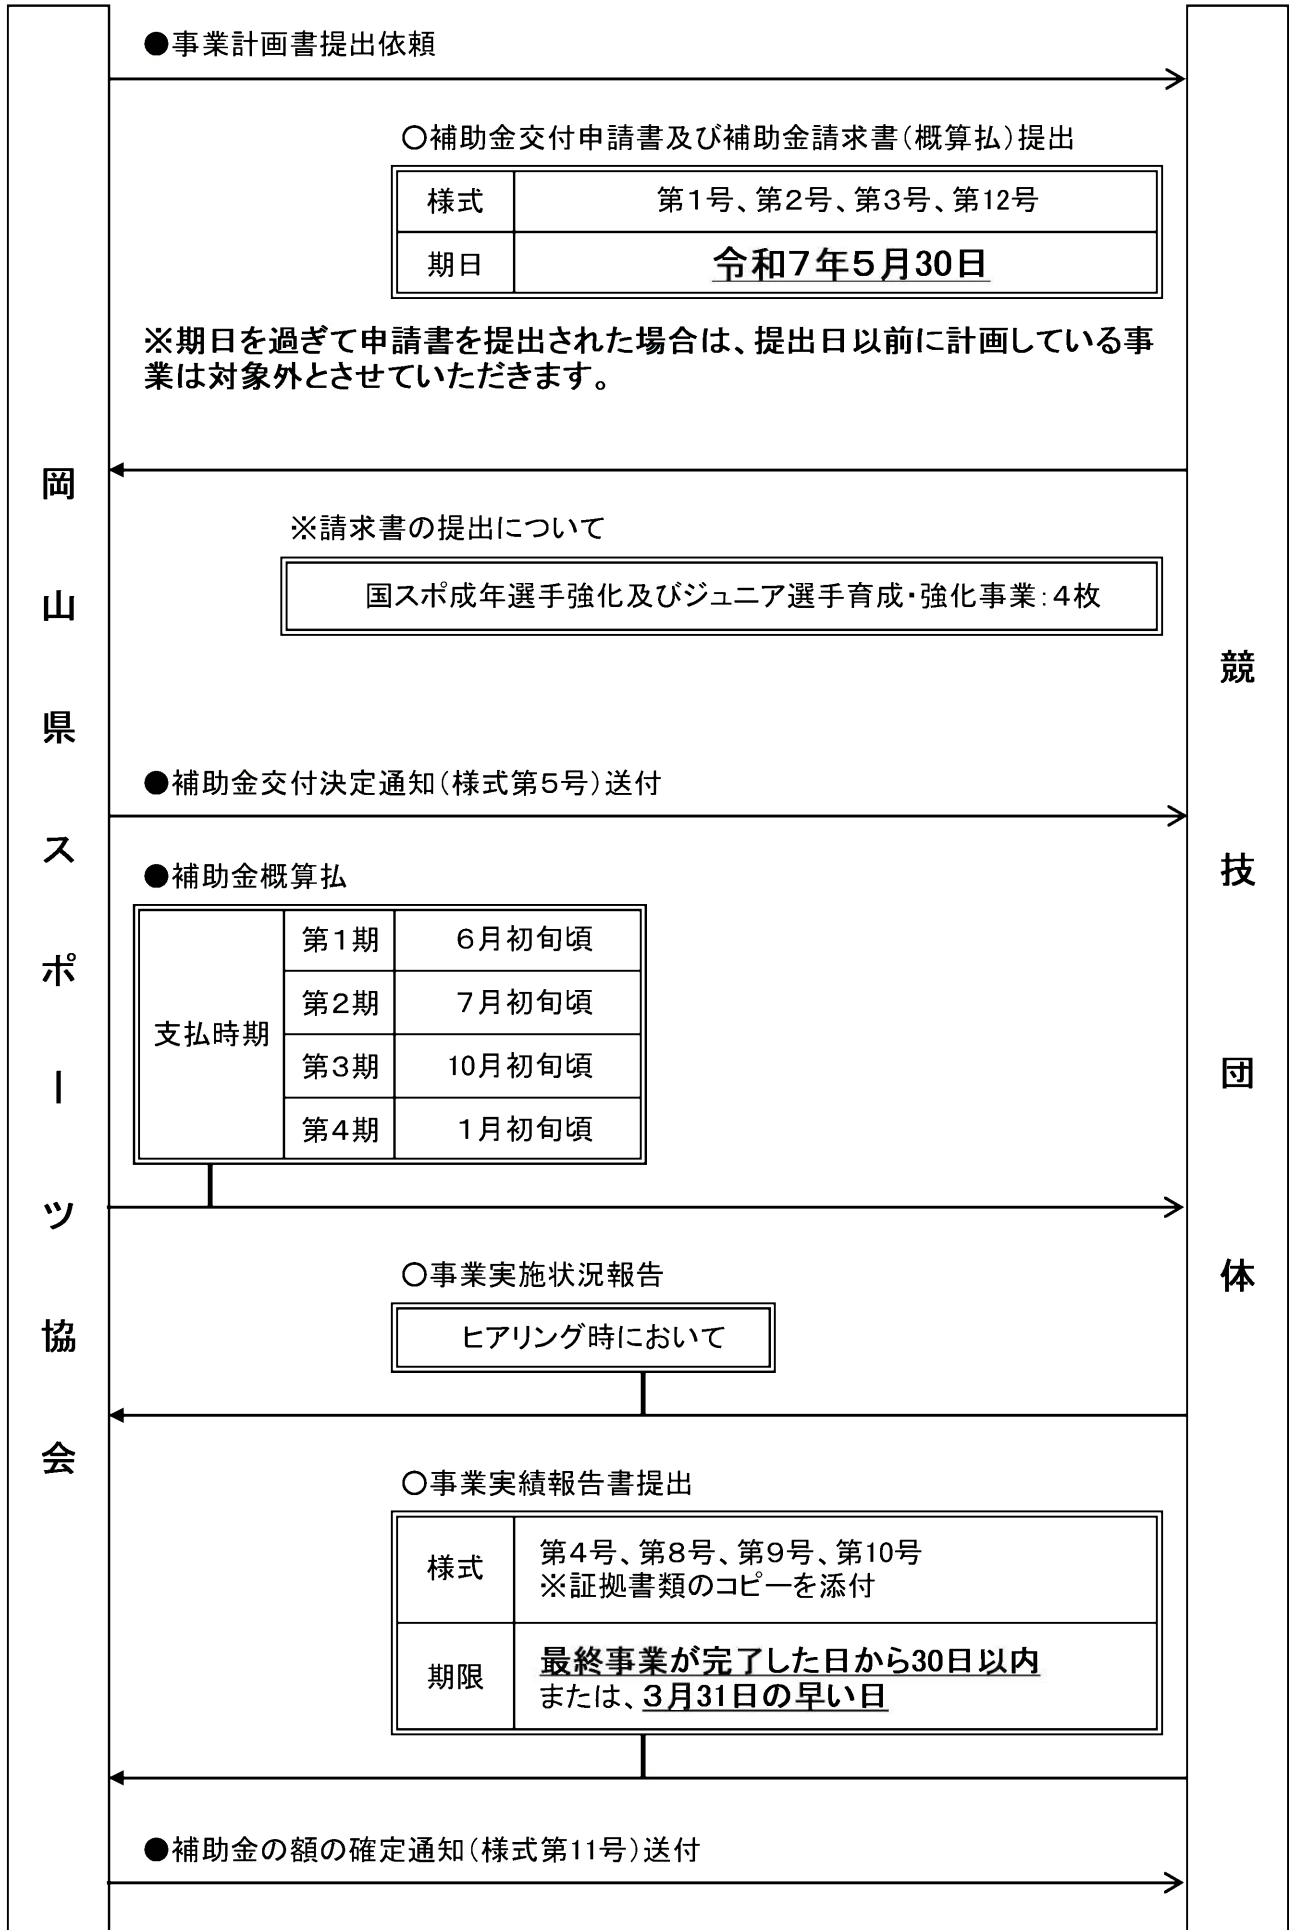 ●事業計画書提出依頼
○補助金交付申請書及び補助金請求書(概算払)提出
様式 第1号、第2号、第3号、第12号
期日 令和7年5月30日
※期日を過ぎて申請書を提出された場合は、提出日以前に計画している事
業は対象外とさせていただきます。
※請求書の提出について
国スポ成年選手強化及びジュニア選手育成・強化事業:4枚
●補助金交付決定通知(様式第5号)送付
●補助金概算払
支払時期
第1期 6月初旬頃
第2期 7月初旬頃
第3期 10月初旬頃
第4期 1月初旬頃
○事業実施状況報告
ヒアリング時において
○事業実績報告書提出
様式
第4号、第8号、第9号、第10号
※証拠書類のコピーを添付
期限
最終事業が完了した日から30日以内
または、3月31日の早い日
●補助金の額の確定通知(様式第11号)送付
岡山県スポーツ協会
競技団体